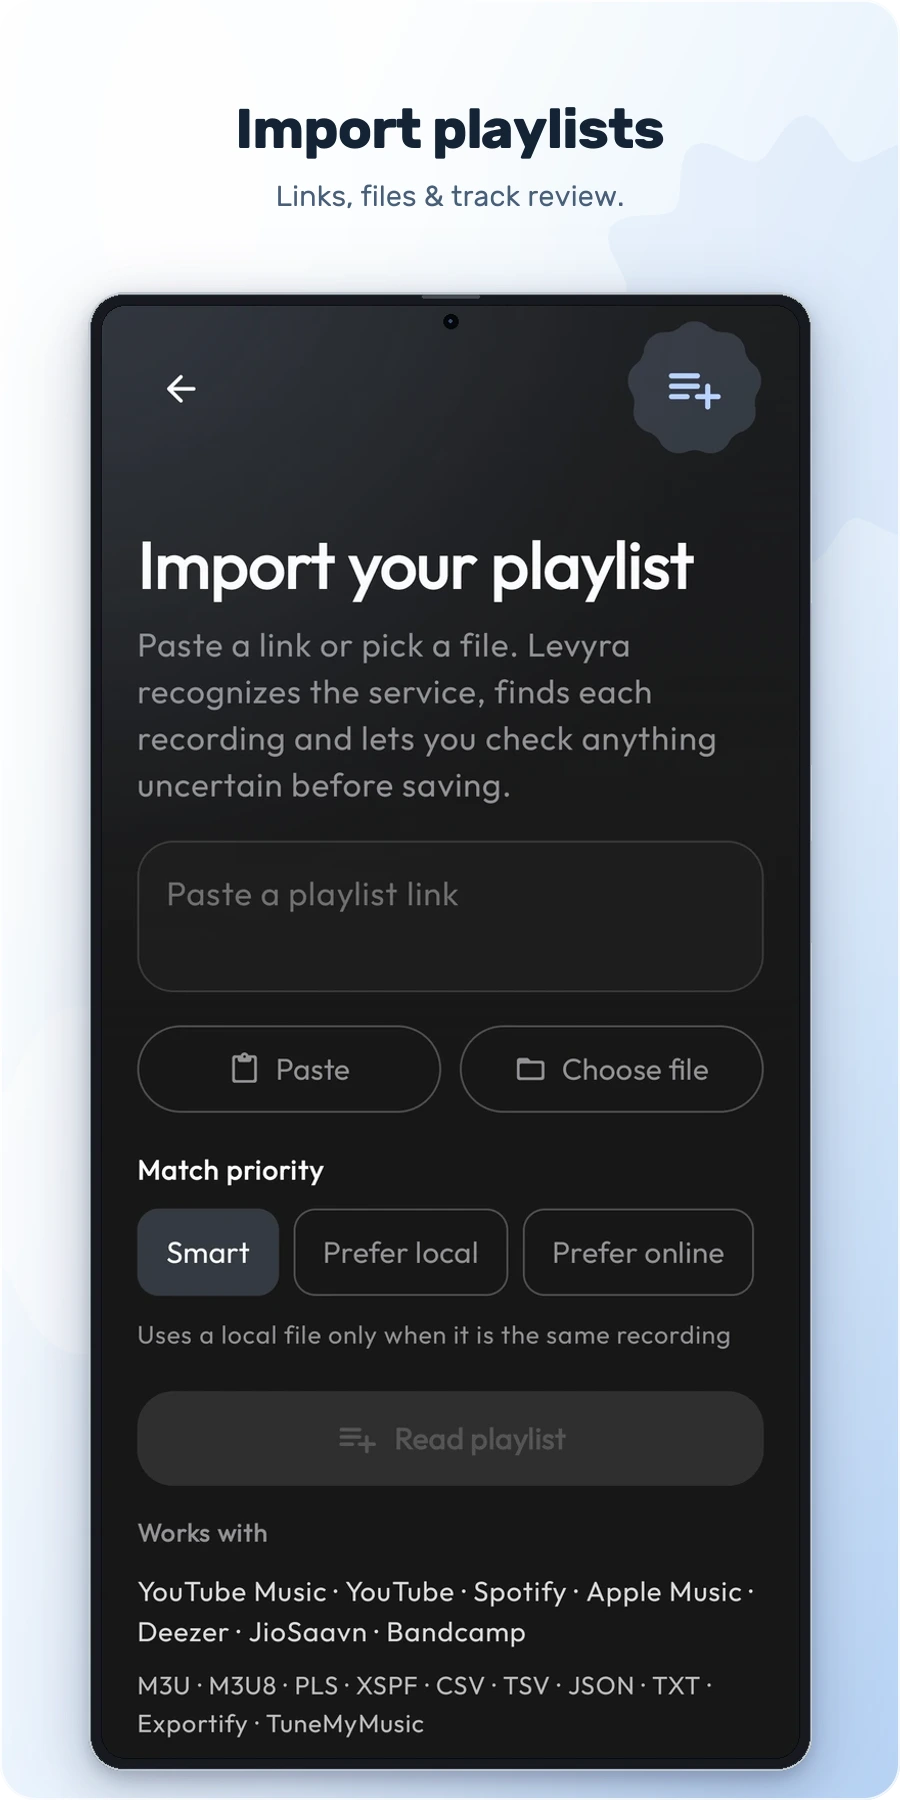 Import playlists
Links, files & track review.
Import your playlist
Paste a link or pick a file. Levyra
recognizes the service, finds each
recording and lets you check anything
uncertain before saving.
Paste a playlist link
Paste
Choose file
Match priority
Smart
Prefer local
Prefer online
Uses a local file only when it is the same recording
Read playlist
Works with
YouTube Music · YouTube · Spotify · Apple Music ·
Deezer · JioSaavn · Bandcamp
M3U · M3U8 · PLS · XSPF · CSV · TSV · JSON · TXT ·
Exportify · TuneMyMusic